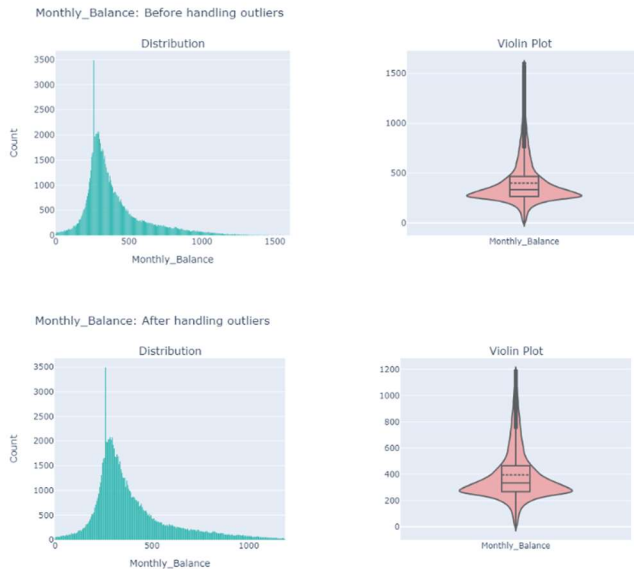 Monthly_Balance: Before handling outliers
Distribution
Violin Plot
3500
3000
2500
2000
1500
1000
500
0
Count
0 500 1000 1500
Monthly_Balance
1500
1000
500
0
Monthly_Balance
Monthly_Balance: After handling outliers
Distribution
Violin Plot
3500
3000
2500
2000
1500
1000
500
0
Count
0 500 1000
Monthly_Balance
1200
1000
800
600
400
200
0
Monthly_Balance